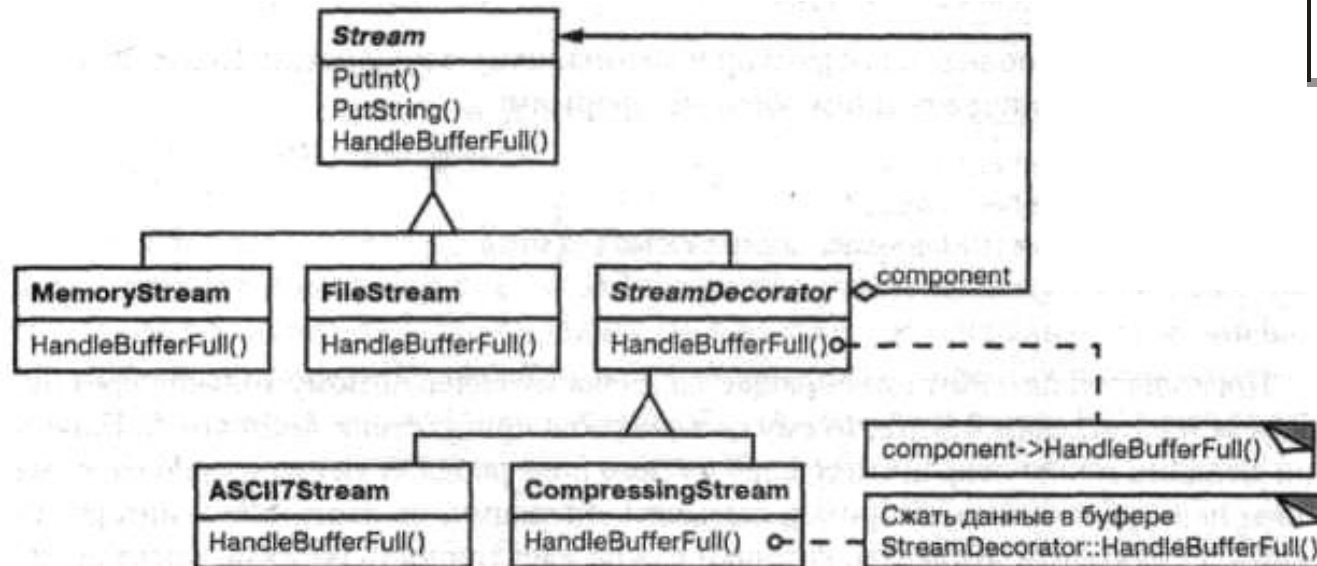 Stream
PutInt()
PutString()
HandleBufferFull()
component
MemoryStream
HandleBufferFull()
FileStream
HandleBufferFull()
StreamDecorator
HandleBufferFull()
component->HandleBufferFull()
ASCII7Stream
HandleBufferFull()
CompressingStream
HandleBufferFull()
Сжать данные в буфере
StreamDecorator::HandleBufferFull()